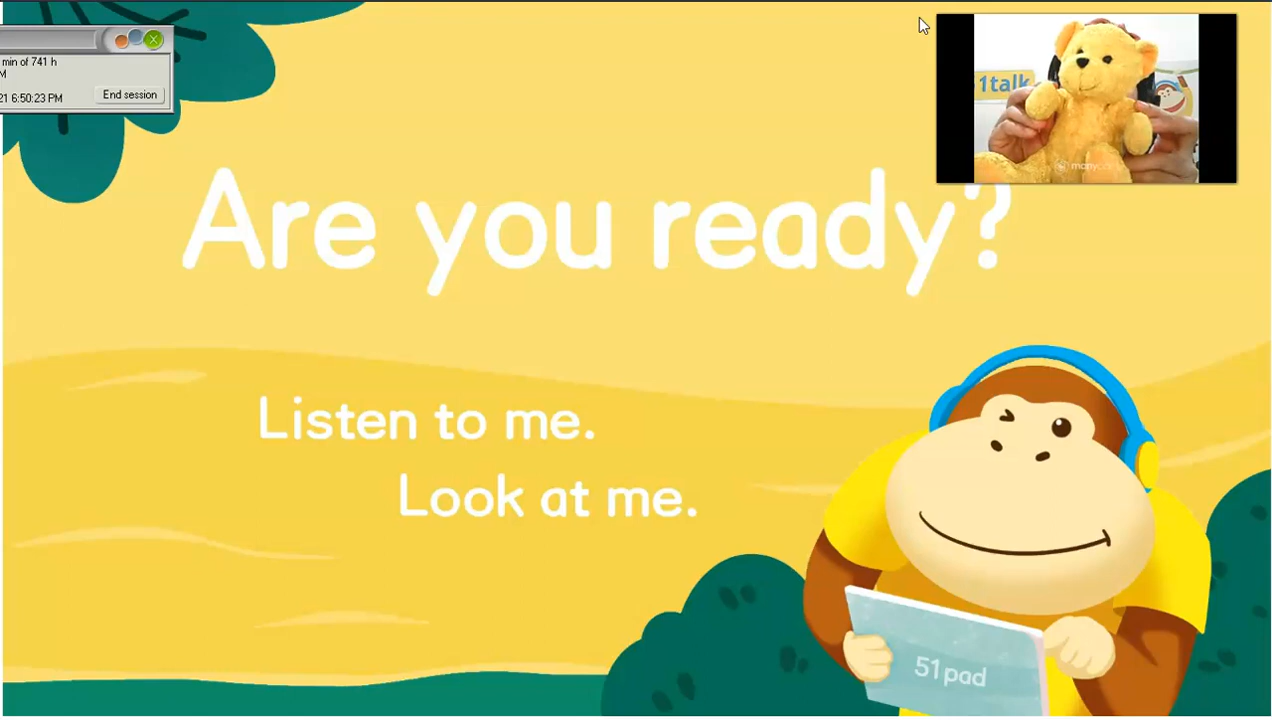 min of 741 h
M
21 6:50:23 PM
End session
1talk
manycam
Are you ready?
Listen to me.
Look at me.
51pad